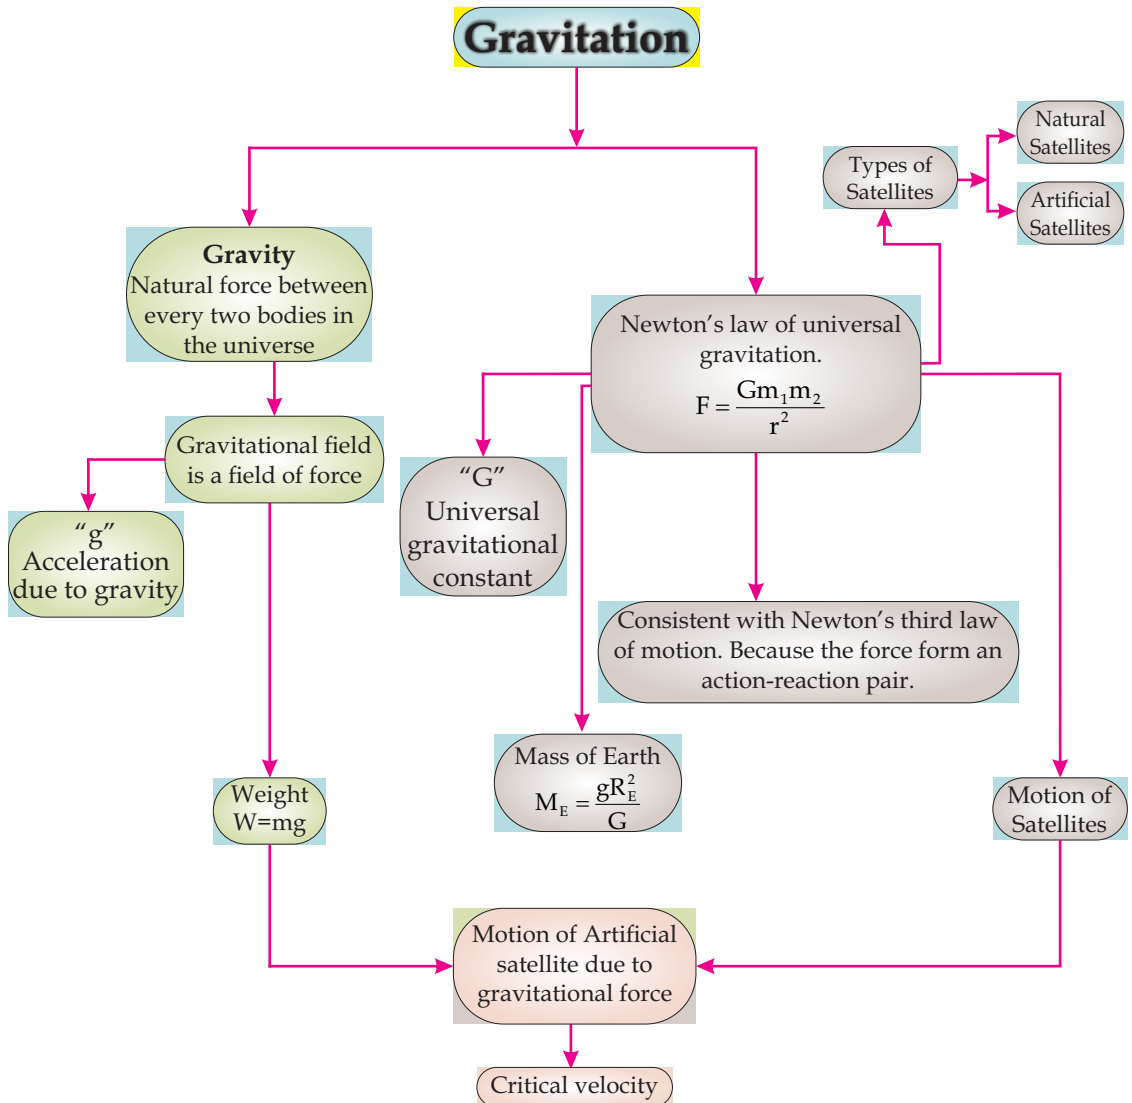 Gravitation
Natural
Satellites
Types of
Satellites
Artificial
Satellites
Gravity
Natural force between
every two bodies in
the universe
Newton's law of universal
gravitation.
F = Gm₁m₂ / r²
Gravitational field
is a field of force
"G"
Universal
gravitational
constant
"g"
Acceleration
due to gravity
Consistent with Newton's third law
of motion. Because the force form an
action-reaction pair.
Mass of Earth
M_E = gR_E² / G
Weight
W=mg
Motion of
Satellites
Motion of Artificial
satellite due to
gravitational force
Critical velocity